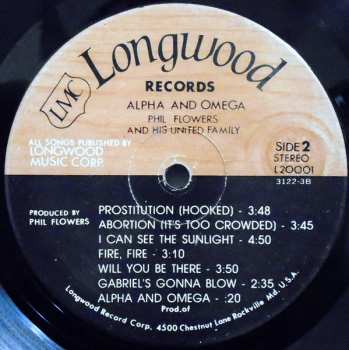 Longwood
LMC
RECORDS
ALPHA AND OMEGA
PHIL FLOWERS
AND HIS UNITED FAMILY
ALL SONGS PUBLISHED BY
LONGWOOD
MUSIC CORP.
SIDE 2
STEREO
L20001
3122-3B
PRODUCED BY
PHIL FLOWERS
PROSTITUTION (HOOKED) - 3:48
ABORTION (IT'S TOO CROWDED) - 3:45
I CAN SEE THE SUNLIGHT - 4:50
FIRE, FIRE - 3:10
WILL YOU BE THERE - 3:50
GABRIEL'S GONNA BLOW - 2:35
ALPHA AND OMEGA - :20
Prod. of
Longwood Record Corp. 4500 Chestnut Lane Rockville Md. U.S.A.